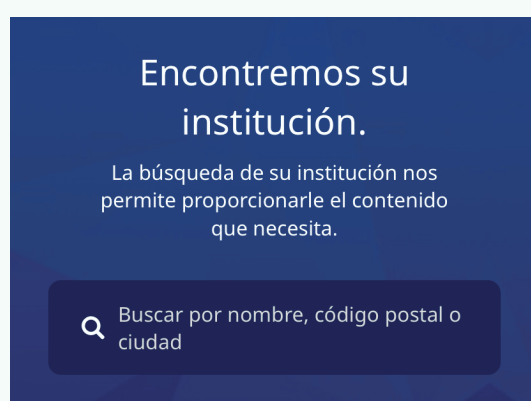 Encontremos su
institución.
La búsqueda de su institución nos
permite proporcionarle el contenido
que necesita.
Buscar por nombre, código postal o
ciudad